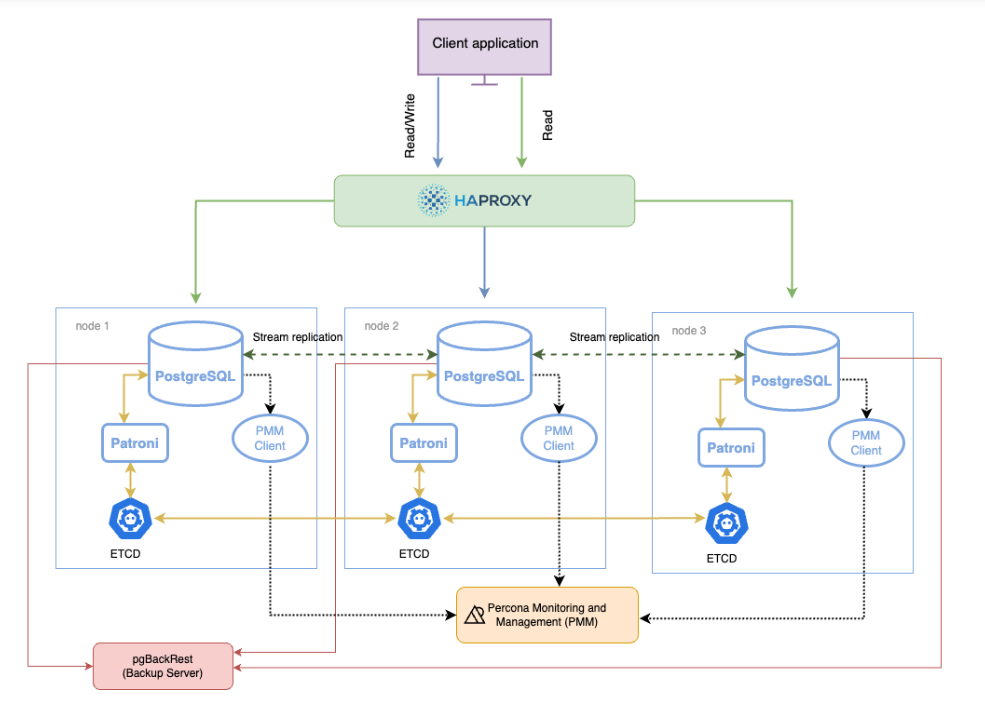 Client application
Read/Write
Read
HAPROXY
node 1
PostgreSQL
Stream replication
node 2
PostgreSQL
Stream replication
node 3
PostgreSQL
Patroni
PMM
Client
Patroni
PMM
Client
Patroni
PMM
Client
ETCD
ETCD
ETCD
Percona Monitoring and
Management (PMM)
pgBackRest
(Backup Server)